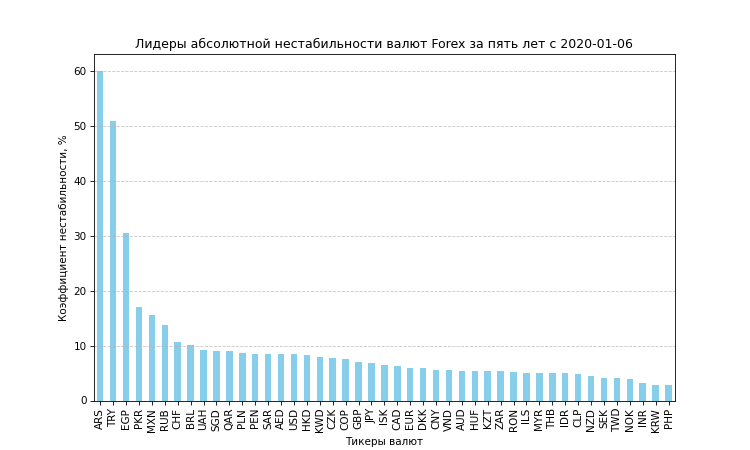 Лидеры абсолютной нестабильности валют Forex за пять лет с 2020-01-06
Коэффициент нестабильности, %
60
50
40
30
20
10
0
ARS TRY EGP PKR MXN RUB CHF BRL UAH SGD QAR PLN PEN SAR AED USD HKD KWD CZK COP GBP JPY ISK CAD EUR DKK CNY VND AUD HUF KZT ZAR RON ILS MYR THB IDR CLP NZD SEK TWD NOK INR KRW PHP
Тикеры валют